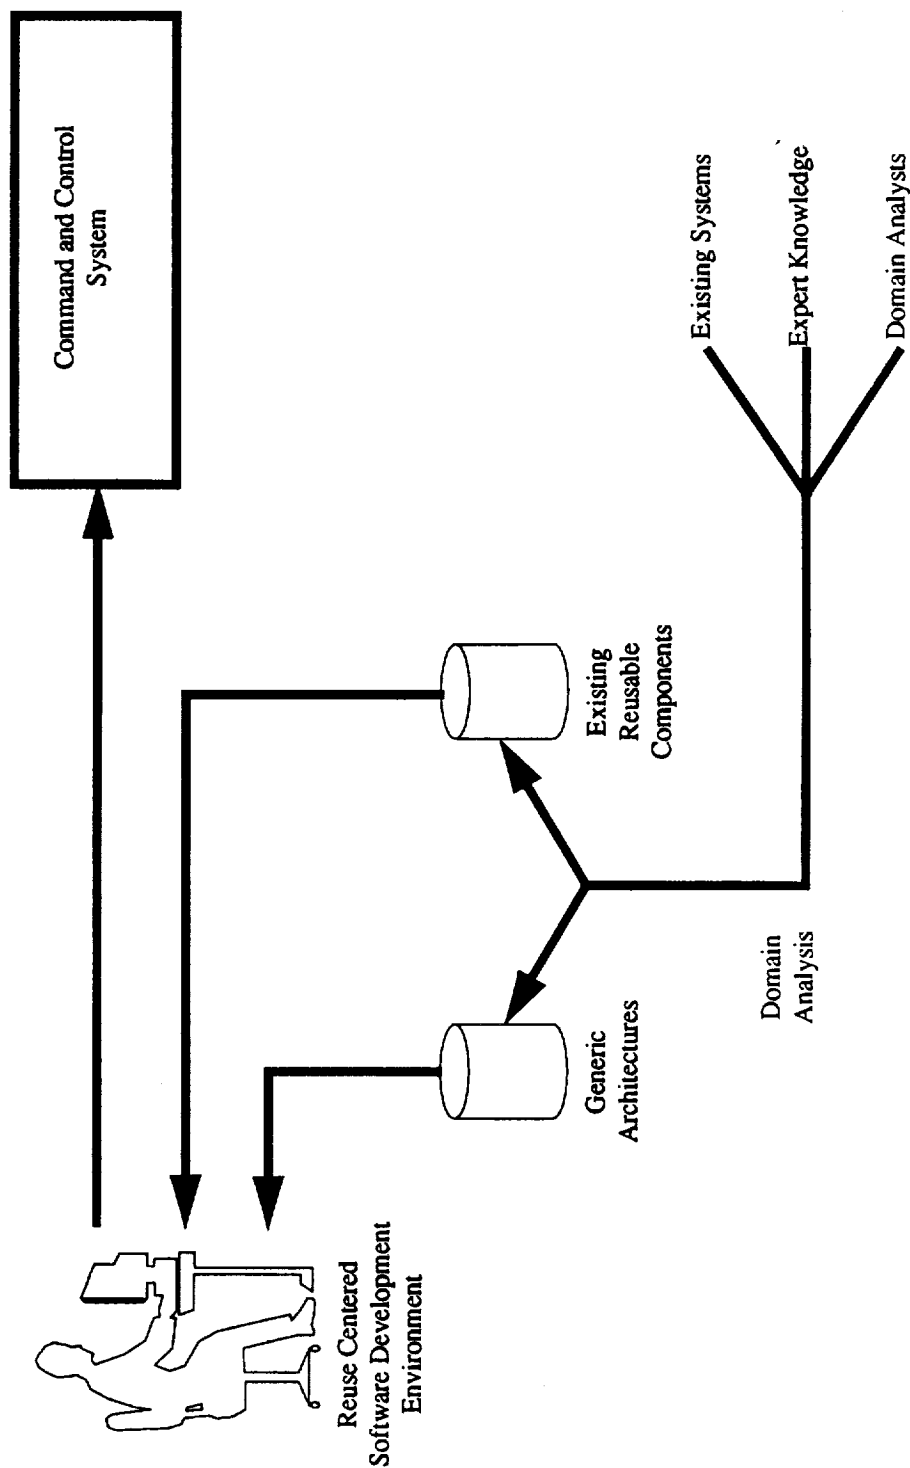 Command and Control
System
Reuse Centered
Software Development
Environment
Generic
Architectures
Existing
Reusable
Components
Existing Systems
Expert Knowledge
Domain Analysts
Domain
Analysis